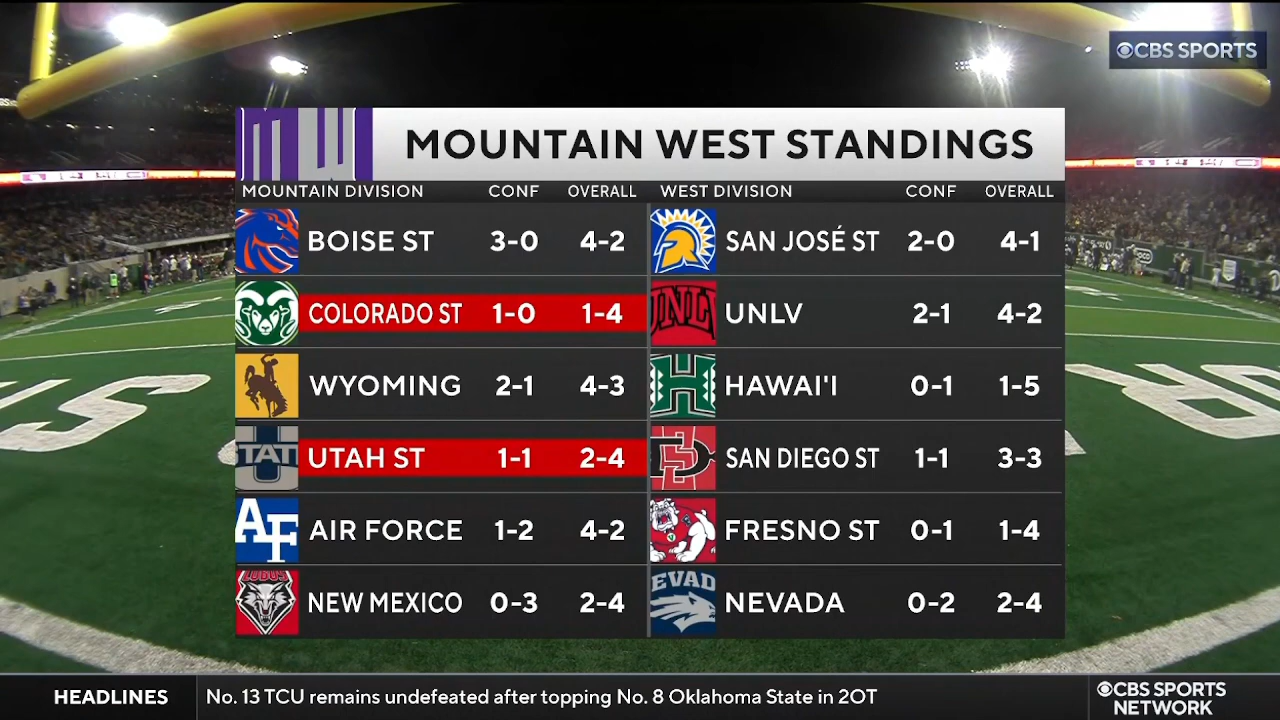 CBS SPORTS
MW MOUNTAIN WEST STANDINGS
MOUNTAIN DIVISION CONF OVERALL WEST DIVISION CONF OVERALL
BOISE ST 3-0 4-2 SAN JOSÉ ST 2-0 4-1
COLORADO ST 1-0 1-4 UNLV 2-1 4-2
WYOMING 2-1 4-3 HAWAI'I 0-1 1-5
UTAH ST 1-1 2-4 SAN DIEGO ST 1-1 3-3
AIR FORCE 1-2 4-2 FRESNO ST 0-1 1-4
NEW MEXICO 0-3 2-4 NEVADA 0-2 2-4
HEADLINES No. 13 TCU remains undefeated after topping No. 8 Oklahoma State in 2OT CBS SPORTS
NETWORK